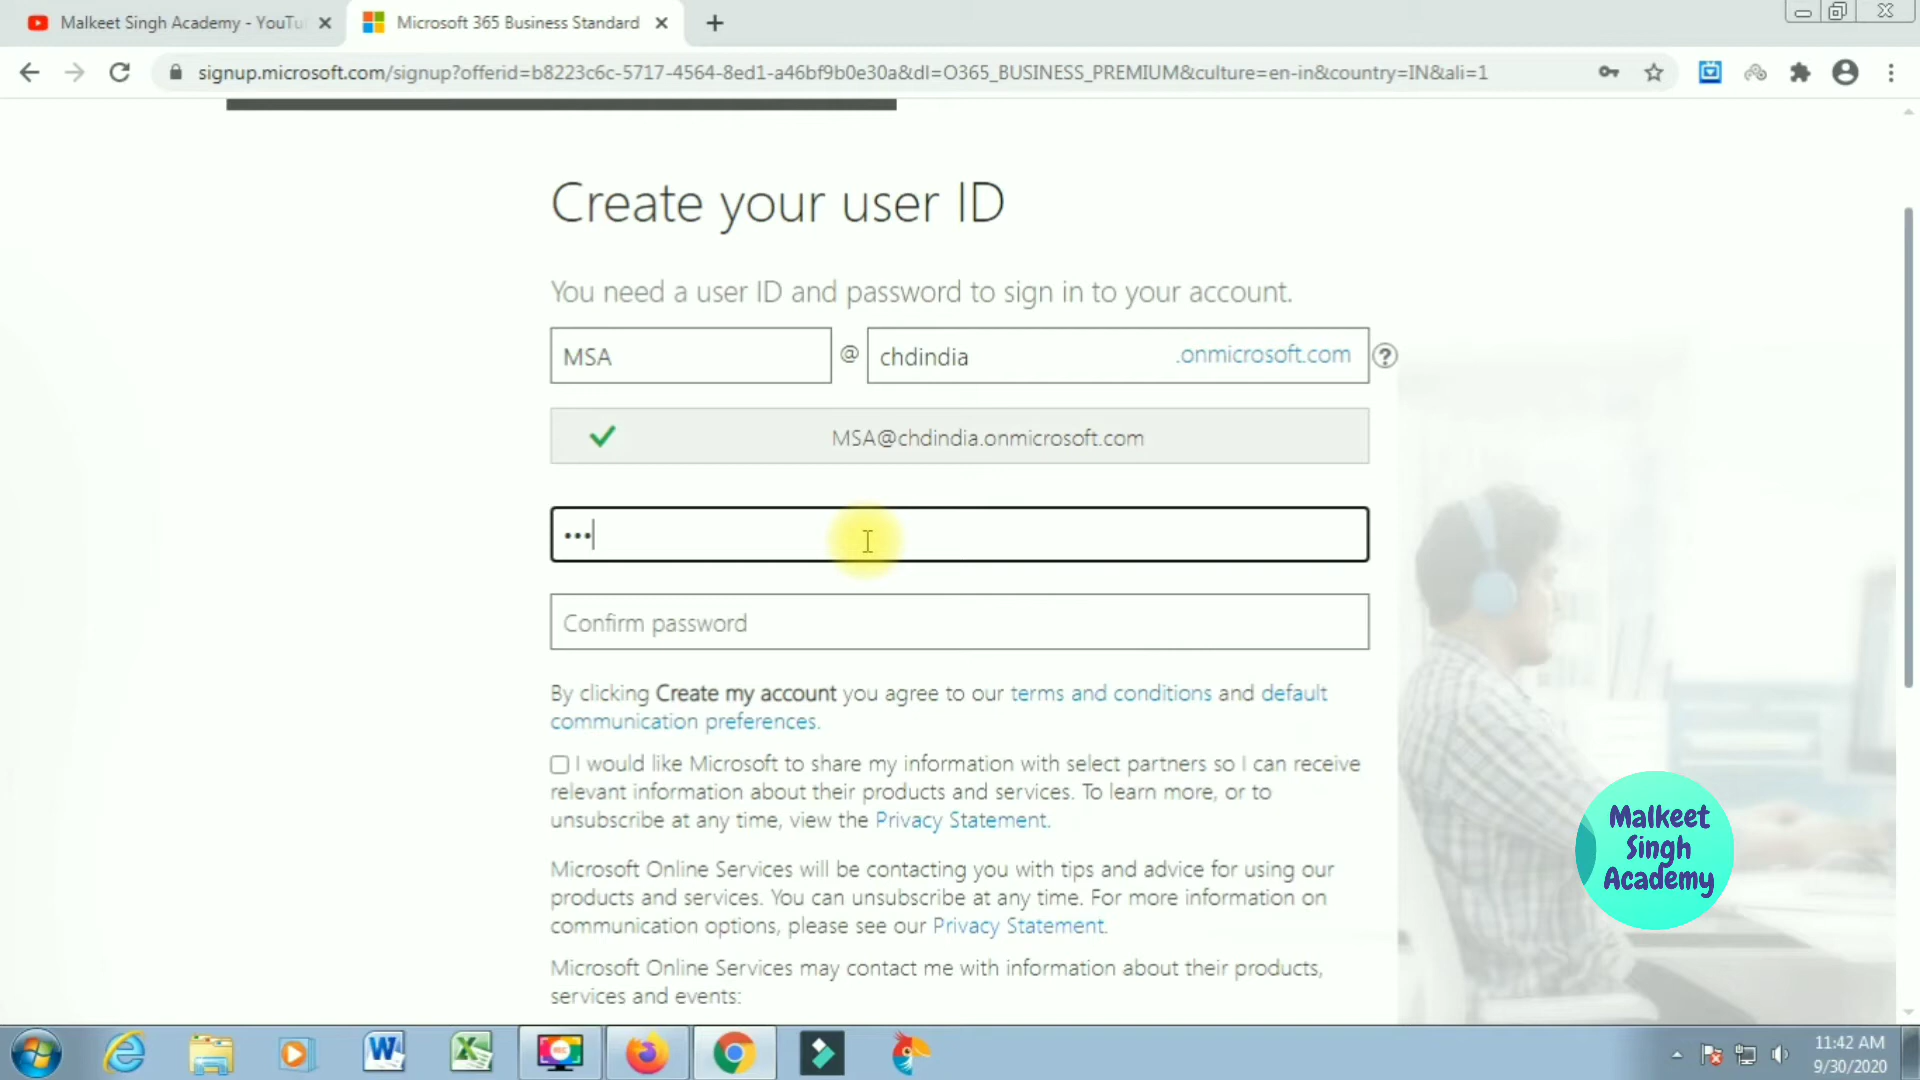 Malkeet Singh Academy - YouTu
Microsoft 365 Business Standard
signup.microsoft.com/signup?offerid=b8223c6c-5717-4564-8ed1-a46bf9b0e30a&dl=O365_BUSINESS_PREMIUM&culture=en-in&country=IN&ali=1
Create your user ID
You need a user ID and password to sign in to your account.
MSA @ chdindia .onmicrosoft.com ?
MSA@chdindia.onmicrosoft.com
•••
Confirm password
By clicking Create my account you agree to our terms and conditions and default
communication preferences.
I would like Microsoft to share my information with select partners so I can receive
relevant information about their products and services. To learn more, or to
unsubscribe at any time, view the Privacy Statement.
Malkeet
Singh
Academy
Microsoft Online Services will be contacting you with tips and advice for using our
products and services. You can unsubscribe at any time. For more information on
communication options, please see our Privacy Statement.
Microsoft Online Services may contact me with information about their products,
services and events:
11:42 AM
9/30/2020